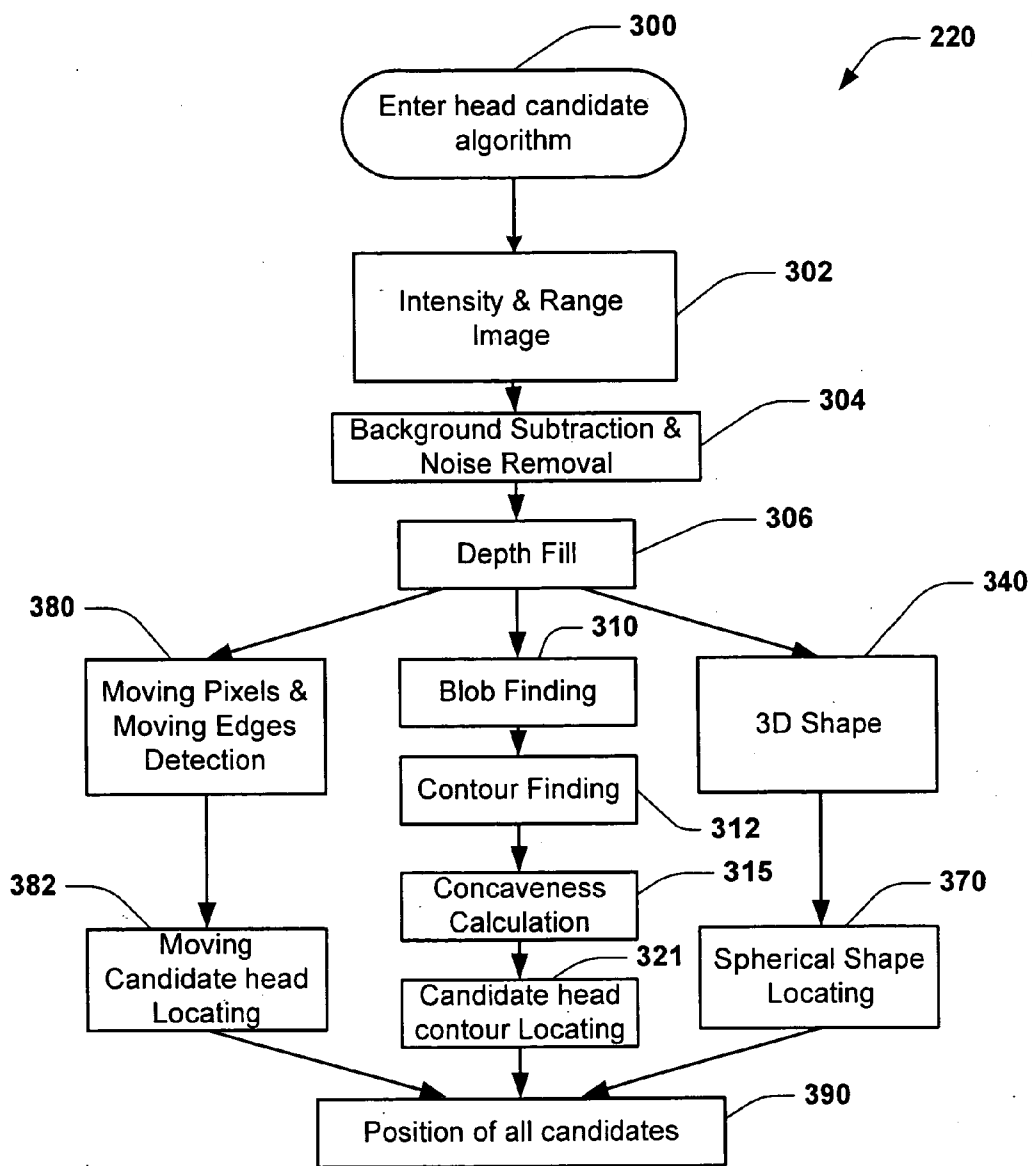 300
220
Enter head candidate
algorithm
302
Intensity & Range
Image
304
Background Subtraction &
Noise Removal
306
Depth Fill
380
310
340
Moving Pixels &
Moving Edges
Detection
Blob Finding
3D Shape
Contour Finding
312
382
315
370
Concaveness
Calculation
Moving
Candidate head
Locating
321
Candidate head
contour Locating
Spherical Shape
Locating
390
Position of all candidates